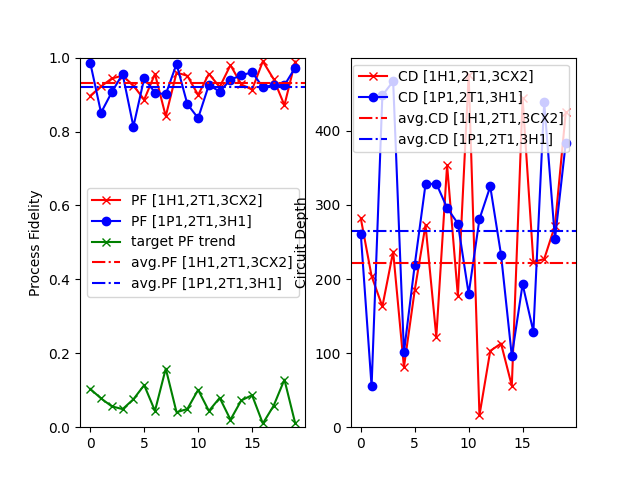 1.0
0.8
0.6
0.4
0.2
0.0
0
5
10
15
Process Fidelity
PF [1H1,2T1,3CX2]
PF [1P1,2T1,3H1]
target PF trend
avg.PF [1H1,2T1,3CX2]
avg.PF [1P1,2T1,3H1]
400
300
200
100
0
0
5
10
15
Circuit Depth
CD [1H1,2T1,3CX2]
CD [1P1,2T1,3H1]
avg.CD [1H1,2T1,3CX2]
avg.CD [1P1,2T1,3H1]